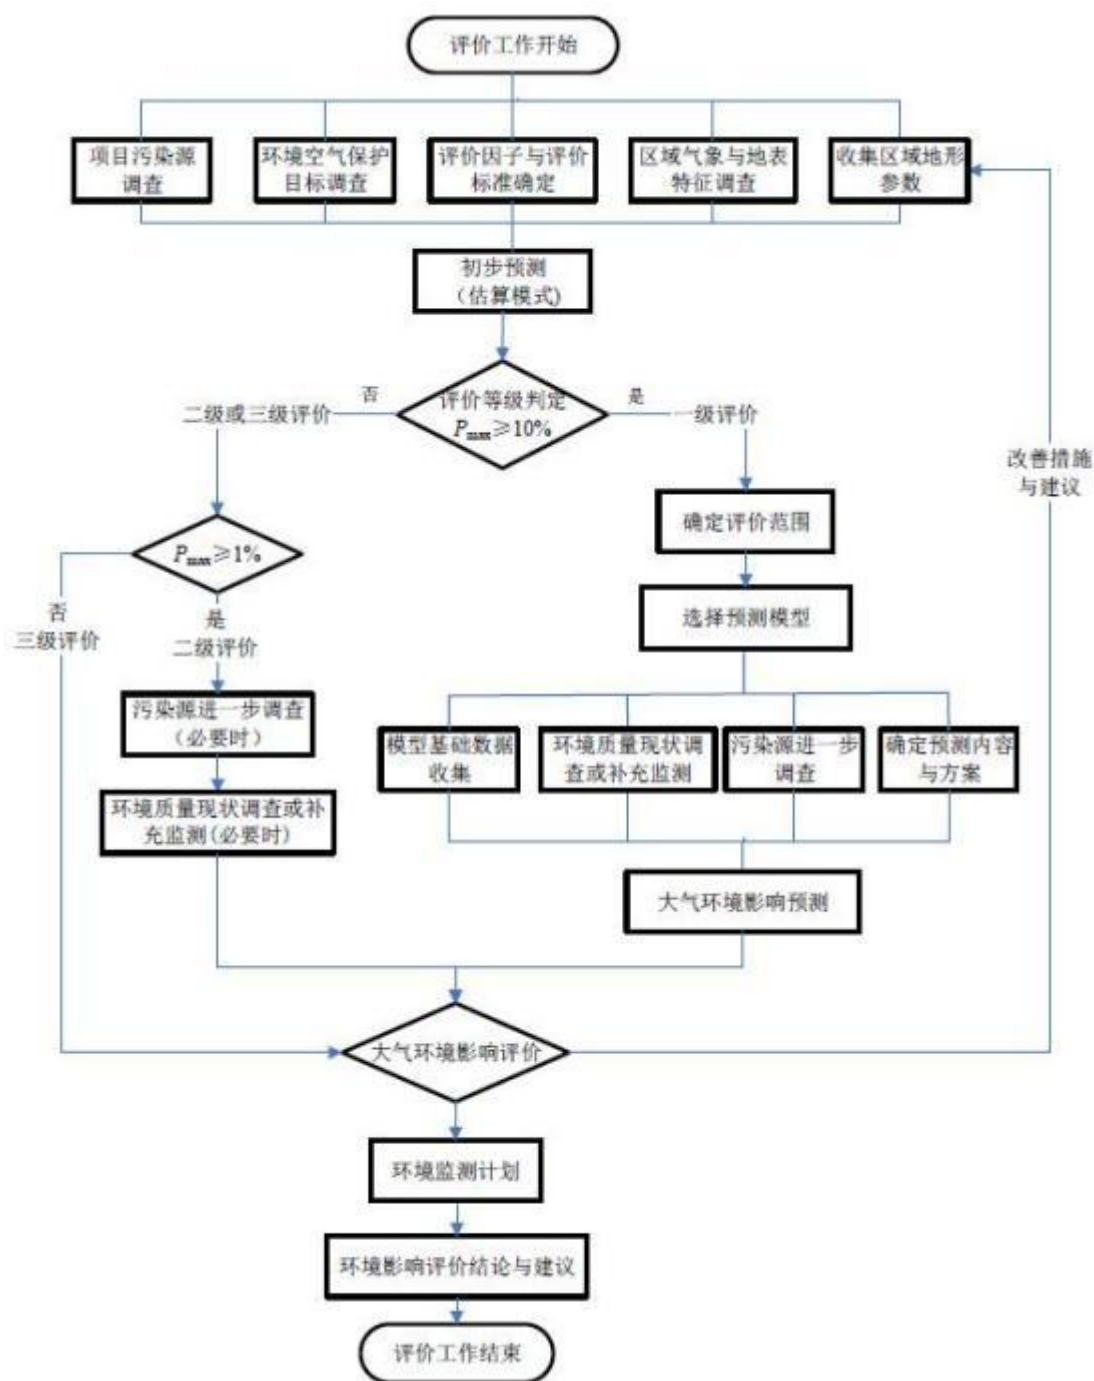 评价工作开始
项目污染源
调查
环境空气保护
目标调查
评价因子与评价
标准确定
区域气象与地表
特征调查
收集区域地形
参数
初步预测
（估算模式)
评价等级判定
Pmax≥10%
否
是
二级或三级评价
一级评价
改善措施
与建议
确定评价范围
Pmax≥1%
选择预测模型
否
三级评价
是
二级评价
污染源进一步调查
（必要时）
模型基础数据
收集
环境质量现状调
查或补充监测
污染源进一步
调查
确定预测内容
与方案
环境质量现状调查或补
充监测(必要时)
大气环境影响预测
大气环境影响评价
环境监测计划
环境影响评价结论与建议
评价工作结束